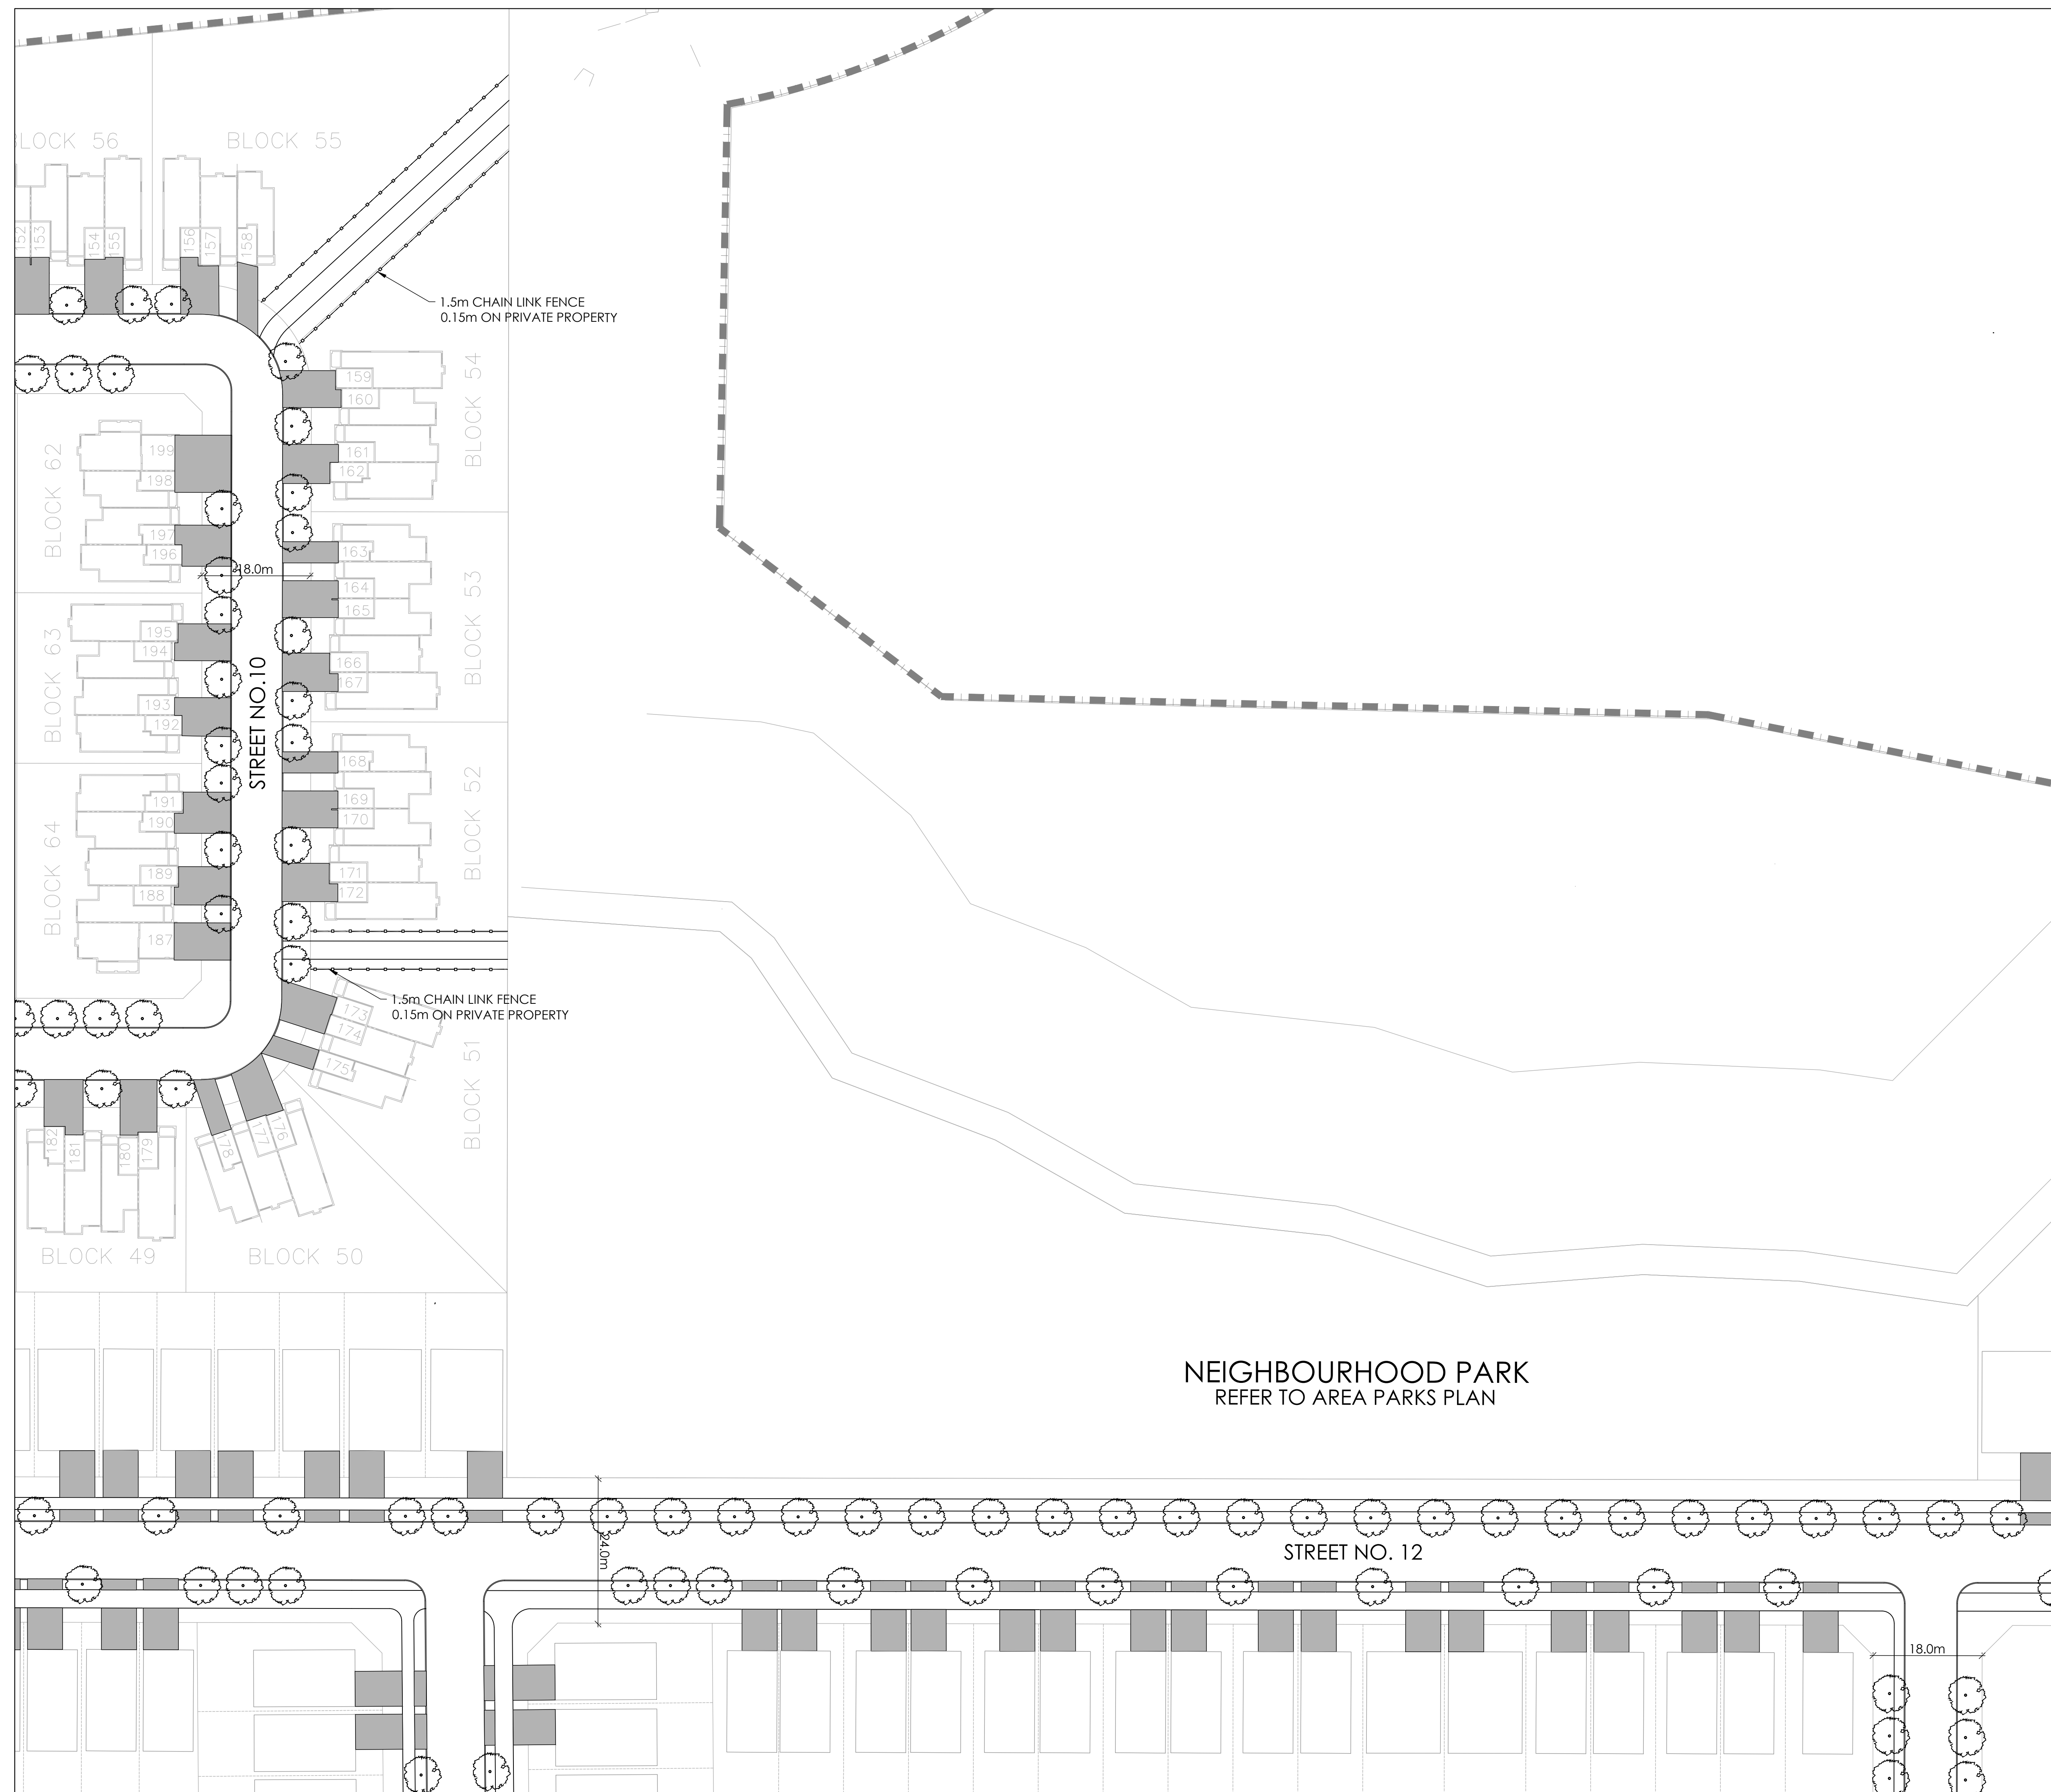 LOCK 56
BLOCK 55
152
153
154
155
156
157
158
1.5m CHAIN LINK FENCE
0.15m ON PRIVATE PROPERTY
159
160
161
162
BLOCK 54
BLOCK 62
199
198
197
196
18.0m
163
164
165
166
167
BLOCK 53
BLOCK 63
195
194
193
192
STREET NO.10
168
169
170
171
172
BLOCK 52
BLOCK 64
191
190
189
188
187
1.5m CHAIN LINK FENCE
0.15m ON PRIVATE PROPERTY
173
174
175
BLOCK 51
176
177
178
179
180
181
182
BLOCK 49
BLOCK 50
NEIGHBOURHOOD PARK
REFER TO AREA PARKS PLAN
24.0m
STREET NO. 12
18.0m